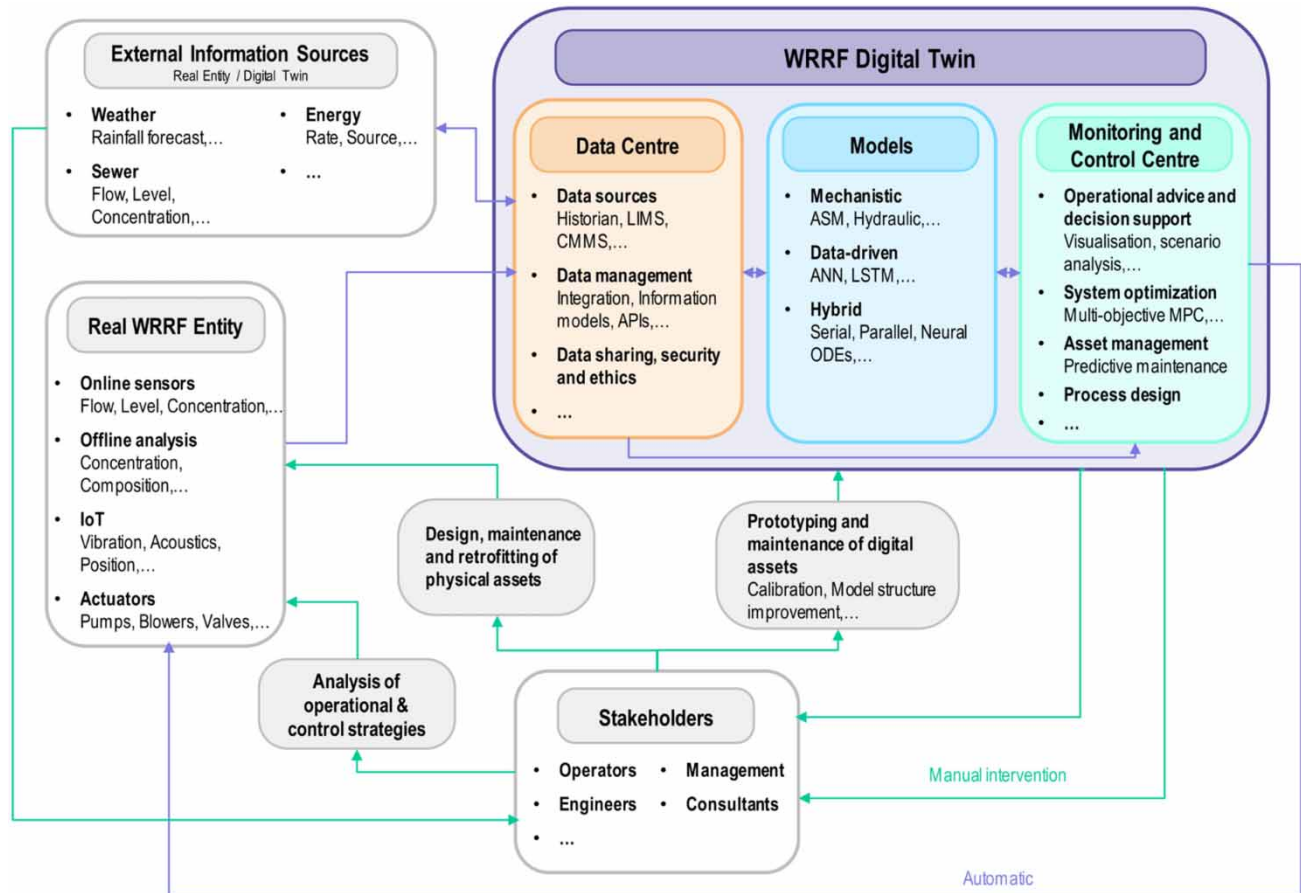 External Information Sources
Real Entity / Digital Twin
• Weather
Rainfall forecast,…
• Sewer
Flow, Level,
Concentration,…
• Energy
Rate, Source,…
• …
WRRF Digital Twin
Data Centre
• Data sources
Historian, LIMS,
CMMS,…
• Data management
Integration, Information
models, APIs,…
• Data sharing, security
and ethics
• …
Models
• Mechanistic
ASM, Hydraulic,…
• Data-driven
ANN, LSTM,…
• Hybrid
Serial, Parallel, Neural
ODEs,…
Monitoring and
Control Centre
• Operational advice and
decision support
Visualisation, scenario
analysis,…
• System optimization
Multi-objective MPC,…
• Asset management
Predictive maintenance
• Process design
• …
Real WRRF Entity
• Online sensors
Flow, Level, Concentration,…
• Offline analysis
Concentration,
Composition,…
• IoT
Vibration, Acoustics,
Position,…
• Actuators
Pumps, Blowers, Valves,…
Design, maintenance
and retrofitting of
physical assets
Prototyping and
maintenance of digital
assets
Calibration, Model structure
improvement,…
Analysis of
operational &
control strategies
Stakeholders
• Operators
• Engineers
• …
• Management
• Consultants
Manual intervention
Automatic